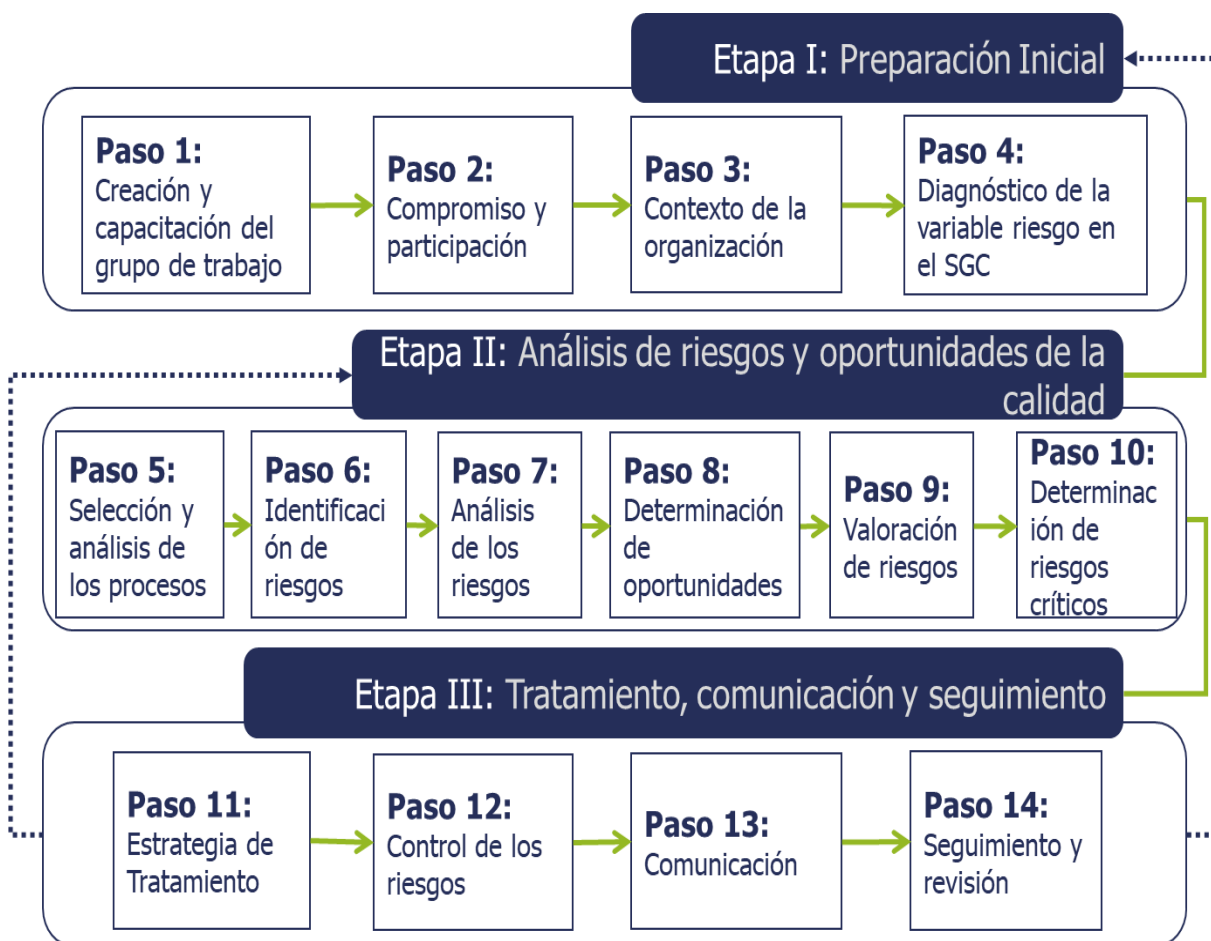 Etapa I: Preparación Inicial
Paso 1:
Creación y
capacitación del
grupo de trabajo
Paso 2:
Compromiso y
participación
Paso 3:
Contexto de la
organización
Paso 4:
Diagnóstico de la
variable riesgo en
el SGC
Etapa II: Análisis de riesgos y oportunidades de la
calidad
Paso 5:
Selección y
análisis de
los procesos
Paso 6:
Identificaci
ón de
riesgos
Paso 7:
Análisis
de los
riesgos
Paso 8:
Determinación
de
oportunidades
Paso 9:
Valoración
de riesgos
Paso 10:
Determinac
ión de
riesgos
críticos
Etapa III: Tratamiento, comunicación y seguimiento
Paso 11:
Estrategia de
Tratamiento
Paso 12:
Control de los
riesgos
Paso 13:
Comunicación
Paso 14:
Seguimiento y
revisión